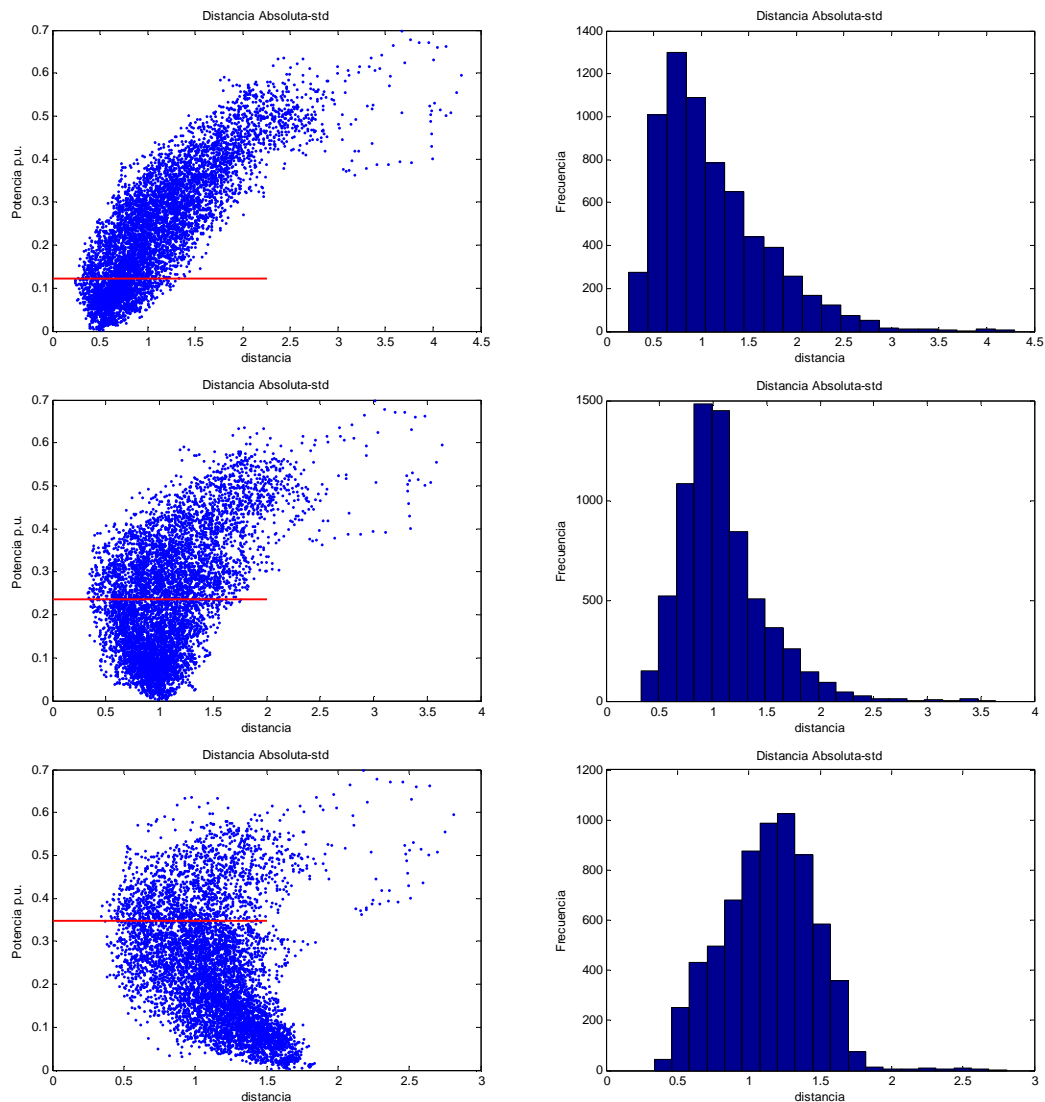 Distancia Absoluta-std
Potencia p.u.
0.7
0.6
0.5
0.4
0.3
0.2
0.1
0
0 0.5 1 1.5 2 2.5 3 3.5 4 4.5
distancia
Distancia Absoluta-std
Frecuencia
1400
1200
1000
800
600
400
200
0
0 0.5 1 1.5 2 2.5 3 3.5 4 4.5
distancia
Distancia Absoluta-std
Potencia p.u.
0.7
0.6
0.5
0.4
0.3
0.2
0.1
0
0 0.5 1 1.5 2 2.5 3 3.5 4
distancia
Distancia Absoluta-std
Frecuencia
1500
1000
500
0
0 0.5 1 1.5 2 2.5 3 3.5 4
distancia
Distancia Absoluta-std
Potencia p.u.
0.7
0.6
0.5
0.4
0.3
0.2
0.1
0
0 0.5 1 1.5 2 2.5 3
distancia
Distancia Absoluta-std
Frecuencia
1200
1000
800
600
400
200
0
0 0.5 1 1.5 2 2.5 3
distancia